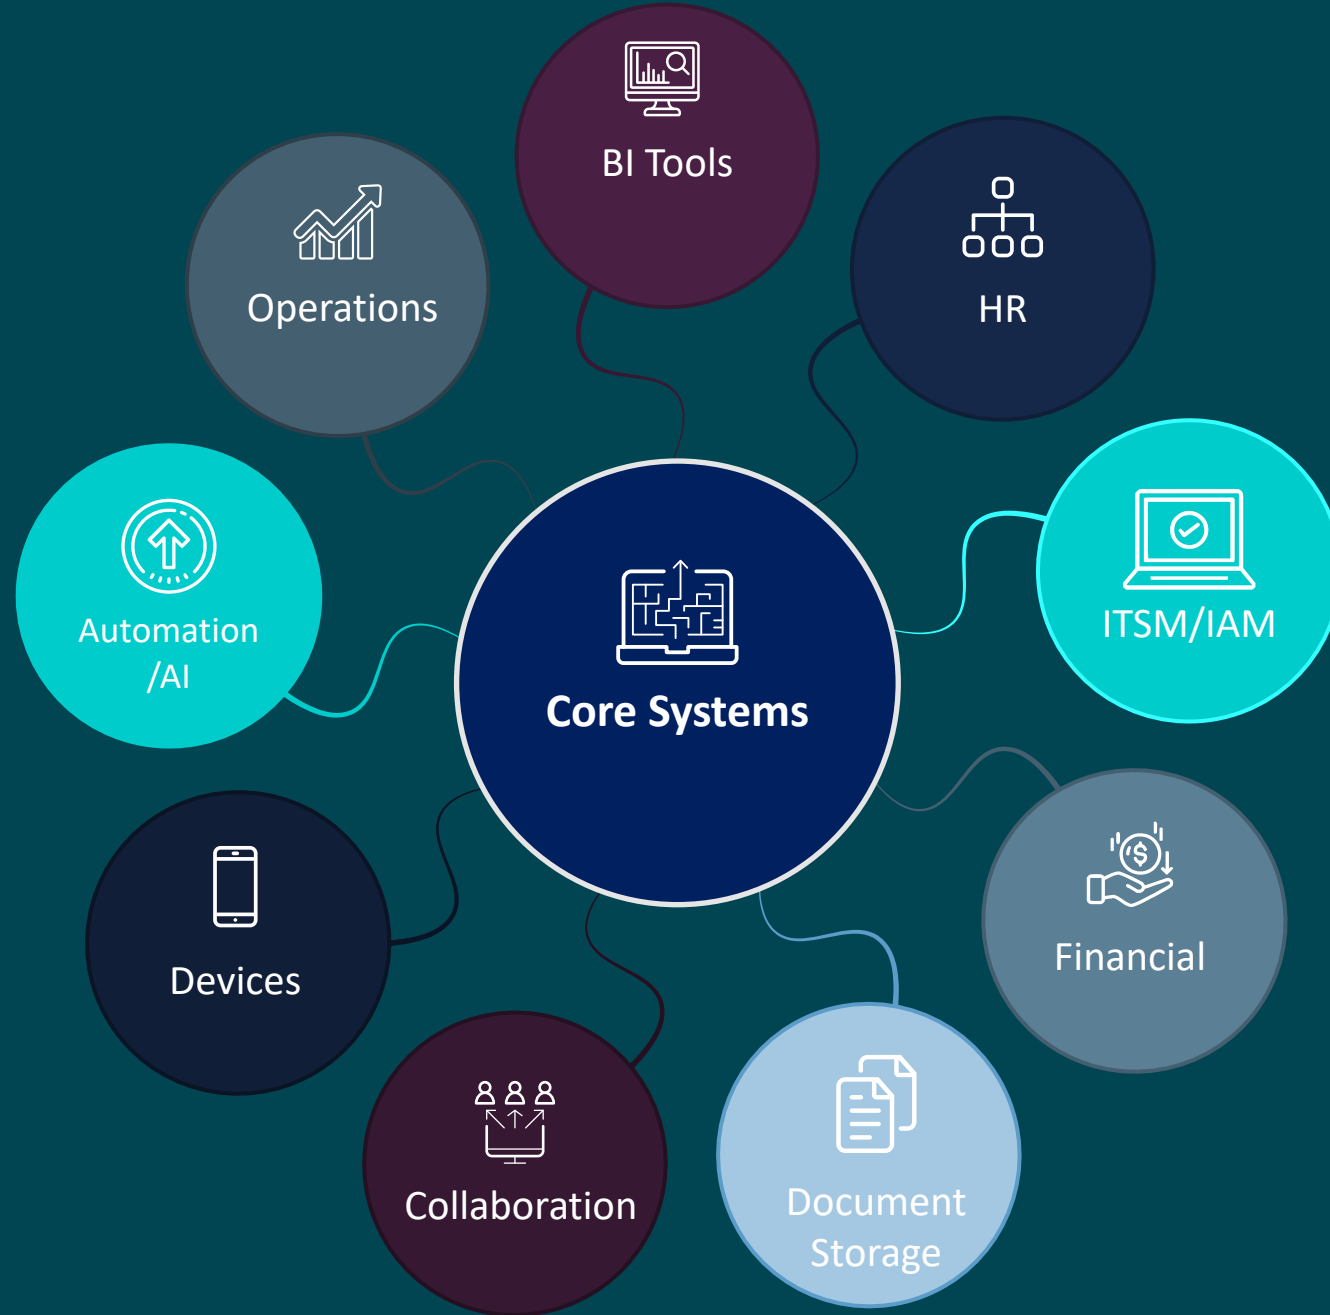 BI Tools
HR
Operations
ITSM/IAM
Automation
/AI
Core Systems
Financial
Devices
Collaboration
Document
Storage